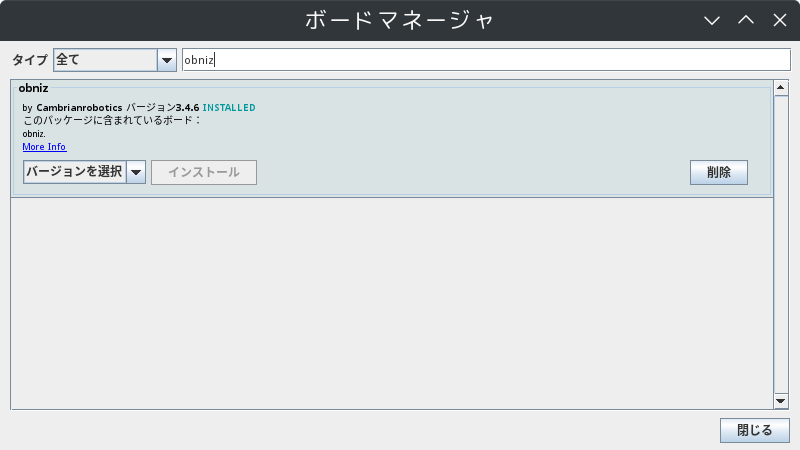 ボードマネージャ
タイプ 全て obniz
obniz
by Cambrianrobotics バージョン3.4.6 INSTALLED
このパッケージに含まれているボード：
obniz.
More Info
バージョンを選択 インストール 削除
閉じる